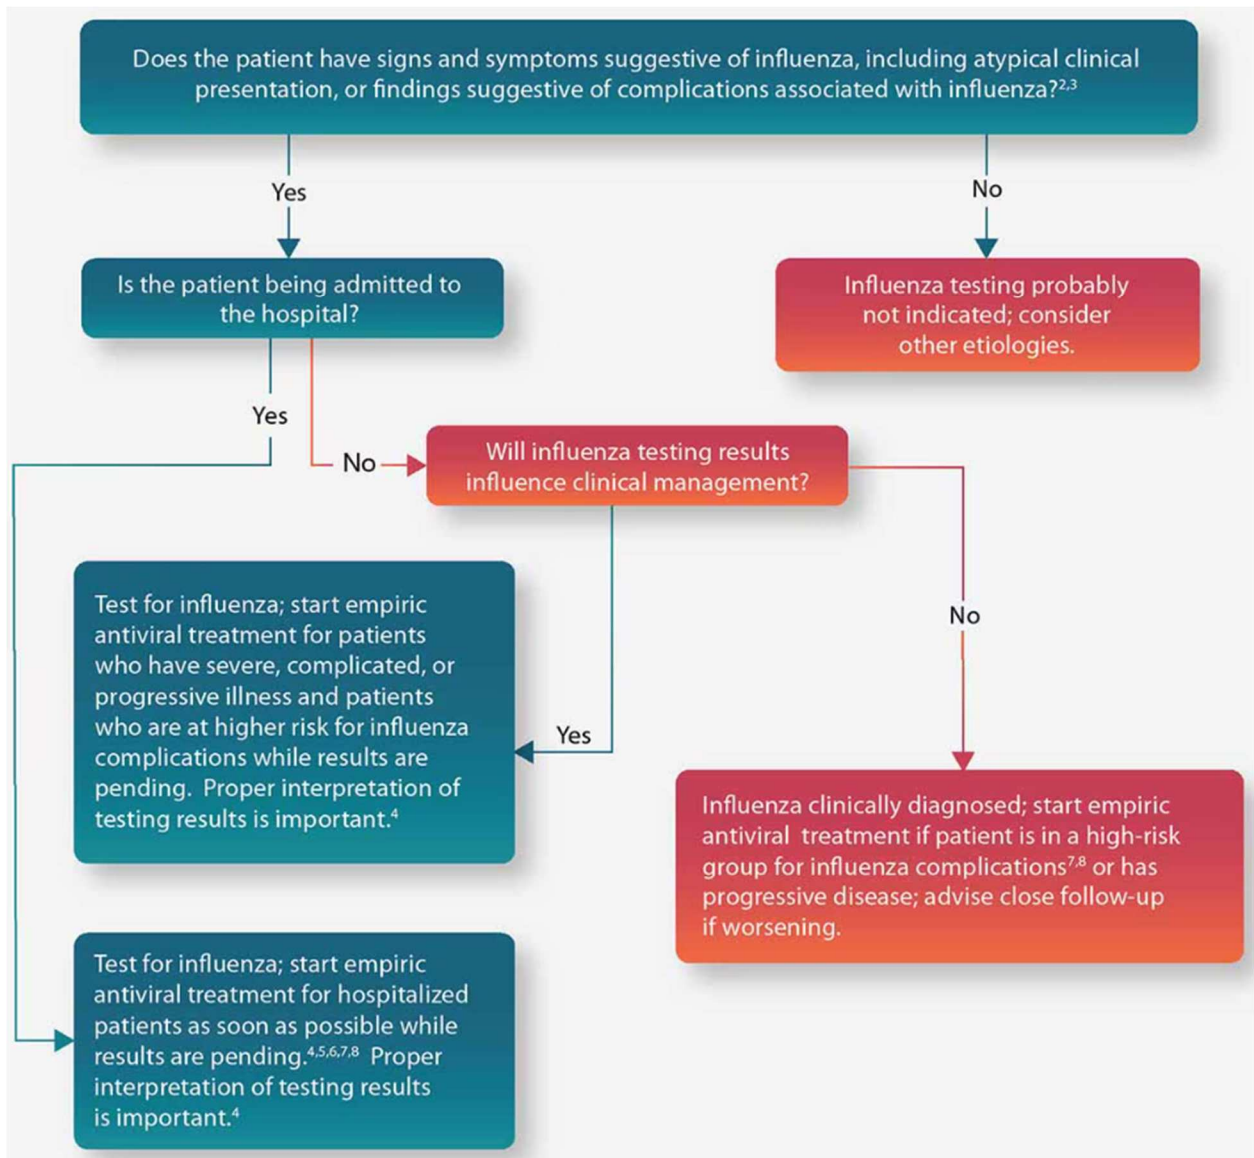 Does the patient have signs and symptoms suggestive of influenza, including atypical clinical
presentation, or findings suggestive of complications associated with influenza?2,3
Yes
No
Is the patient being admitted to
the hospital?
Influenza testing probably
not indicated; consider
other etiologies.
Yes
No
Will influenza testing results
influence clinical management?
Test for influenza; start empiric
antiviral treatment for patients
who have severe, complicated, or
progressive illness and patients
who are at higher risk for influenza
complications while results are
pending. Proper interpretation of
testing results is important.4
Yes
No
Influenza clinically diagnosed; start empiric
antiviral treatment if patient is in a high-risk
group for influenza complications7,8 or has
progressive disease; advise close follow-up
if worsening.
Test for influenza; start empiric
antiviral treatment for hospitalized
patients as soon as possible while
results are pending.4,5,6,7,8 Proper
interpretation of testing results
is important.4